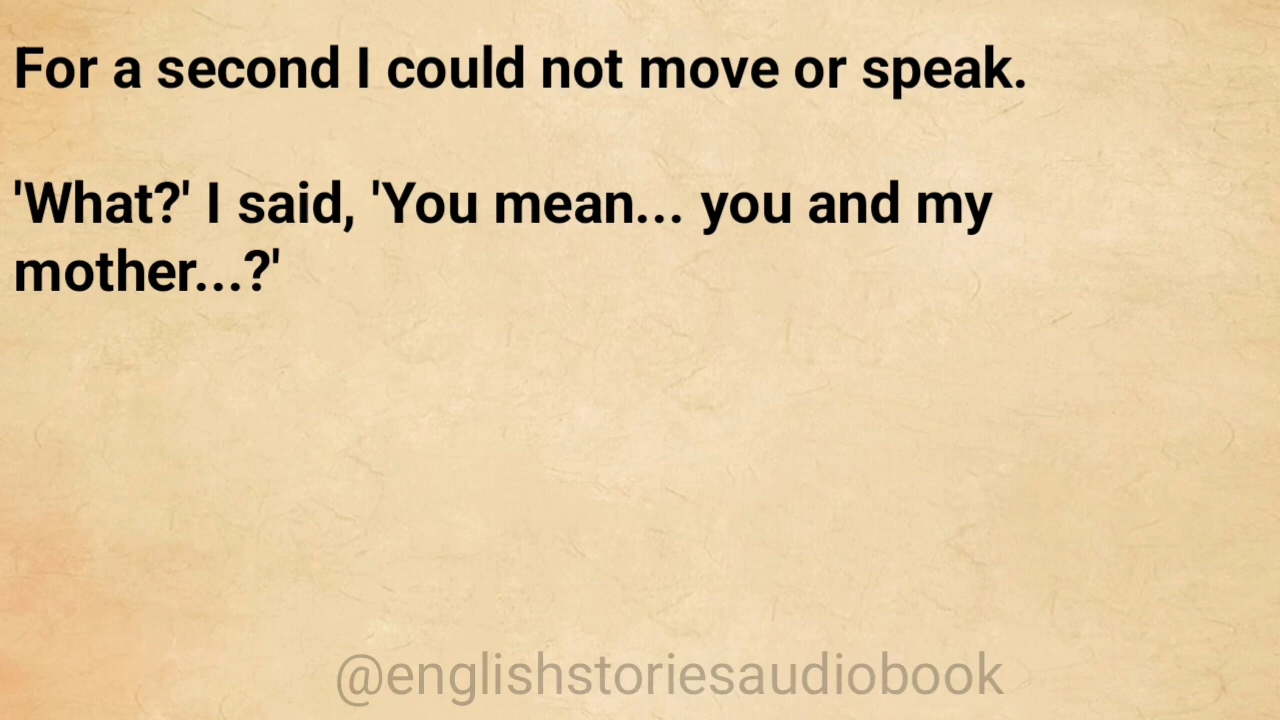 For a second I could not move or speak.
'What?' I said, 'You mean... you and my
mother...?'
@englishstoriesaudiobook